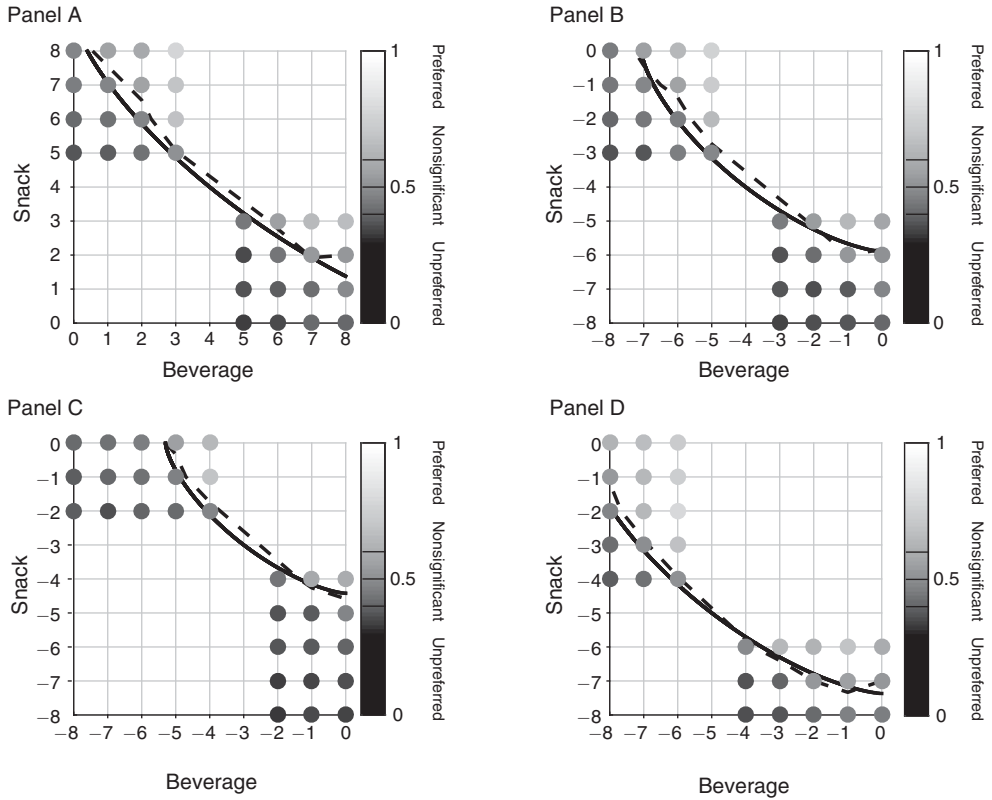 Panel A
Snack
8
7
6
5
4
3
2
1
0
0 1 2 3 4 5 6 7 8
Beverage
1
0.5
0
Preferred
Nonsignificant
Unpreferred
Panel B
Snack
0
−1
−2
−3
−4
−5
−6
−7
−8
−8 −7 −6 −5 −4 −3 −2 −1 0
Beverage
1
0.5
0
Preferred
Nonsignificant
Unpreferred
Panel C
Snack
0
−1
−2
−3
−4
−5
−6
−7
−8
−8 −7 −6 −5 −4 −3 −2 −1 0
Beverage
1
0.5
0
Preferred
Nonsignificant
Unpreferred
Panel D
Snack
0
−1
−2
−3
−4
−5
−6
−7
−8
−8 −7 −6 −5 −4 −3 −2 −1 0
Beverage
1
0.5
0
Preferred
Nonsignificant
Unpreferred